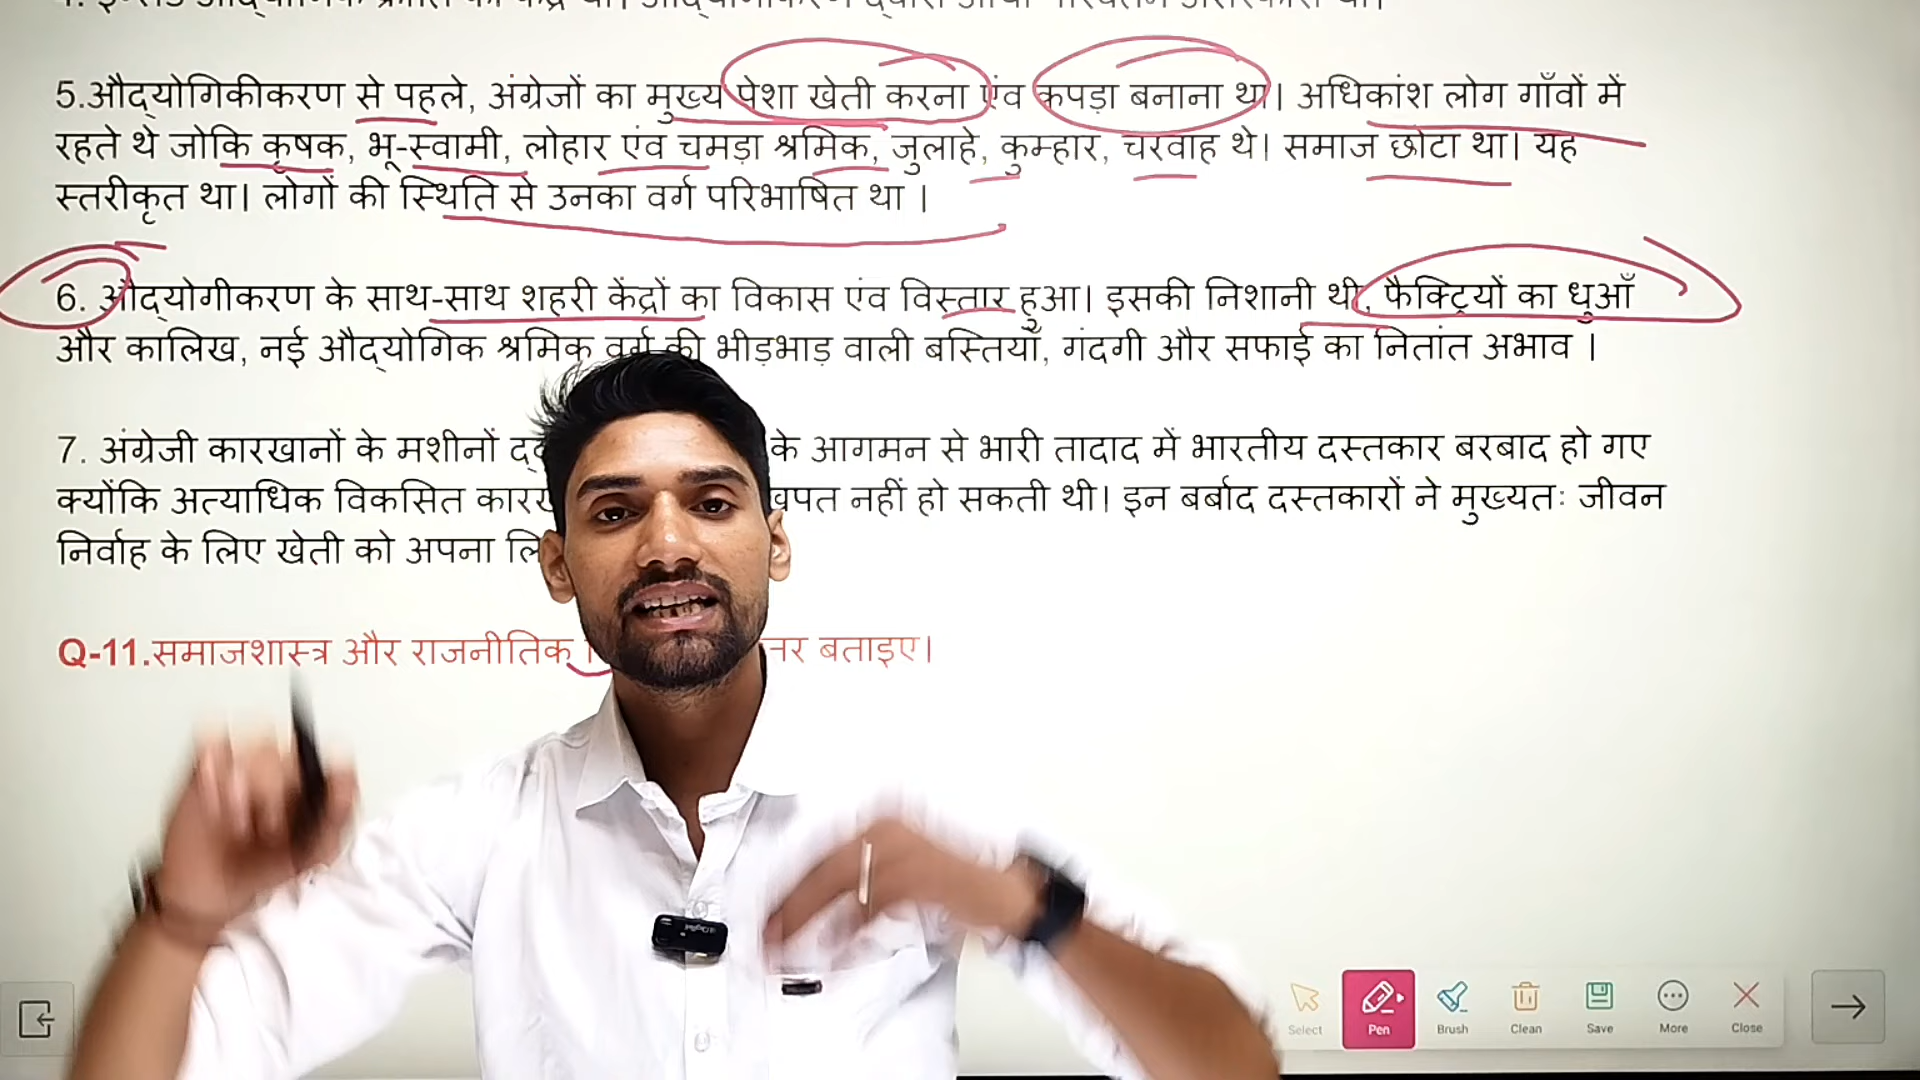 5.औद्योगिकीकरण से पहले, अंग्रेजों का मुख्य पेशा खेती करना एंव कपड़ा बनाना था। अधिकांश लोग गाँवों में
रहते थे जोकि कृषक, भू-स्वामी, लोहार एंव चमड़ा श्रमिक, जुलाहे, कुम्हार, चरवाह थे। समाज छोटा था। यह
स्तरीकृत था। लोगों की स्थिति से उनका वर्ग परिभाषित था ।
6. औद्योगीकरण के साथ-साथ शहरी केंद्रों का विकास एंव विस्तार हुआ। इसकी निशानी थी, फैक्ट्रियों का धुआँ
और कालिख, नई औद्योगिक श्रमिक वर्ग की भीड़भाड़ वाली बस्तियाँ, गंदगी और सफाई का नितांत अभाव ।
7. अंग्रेजी कारखानों के मशीनों के आगमन से भारी तादाद में भारतीय दस्तकार बरबाद हो गए
क्योंकि अत्याधिक विकसित खपत नहीं हो सकती थी। इन बर्बाद दस्तकारों ने मुख्यतः जीवन
निर्वाह के लिए खेती को अपना
Q-11.समाजशास्त्र और राजनीतिक बताइए।
Select Pen Brush Clean Save More Close